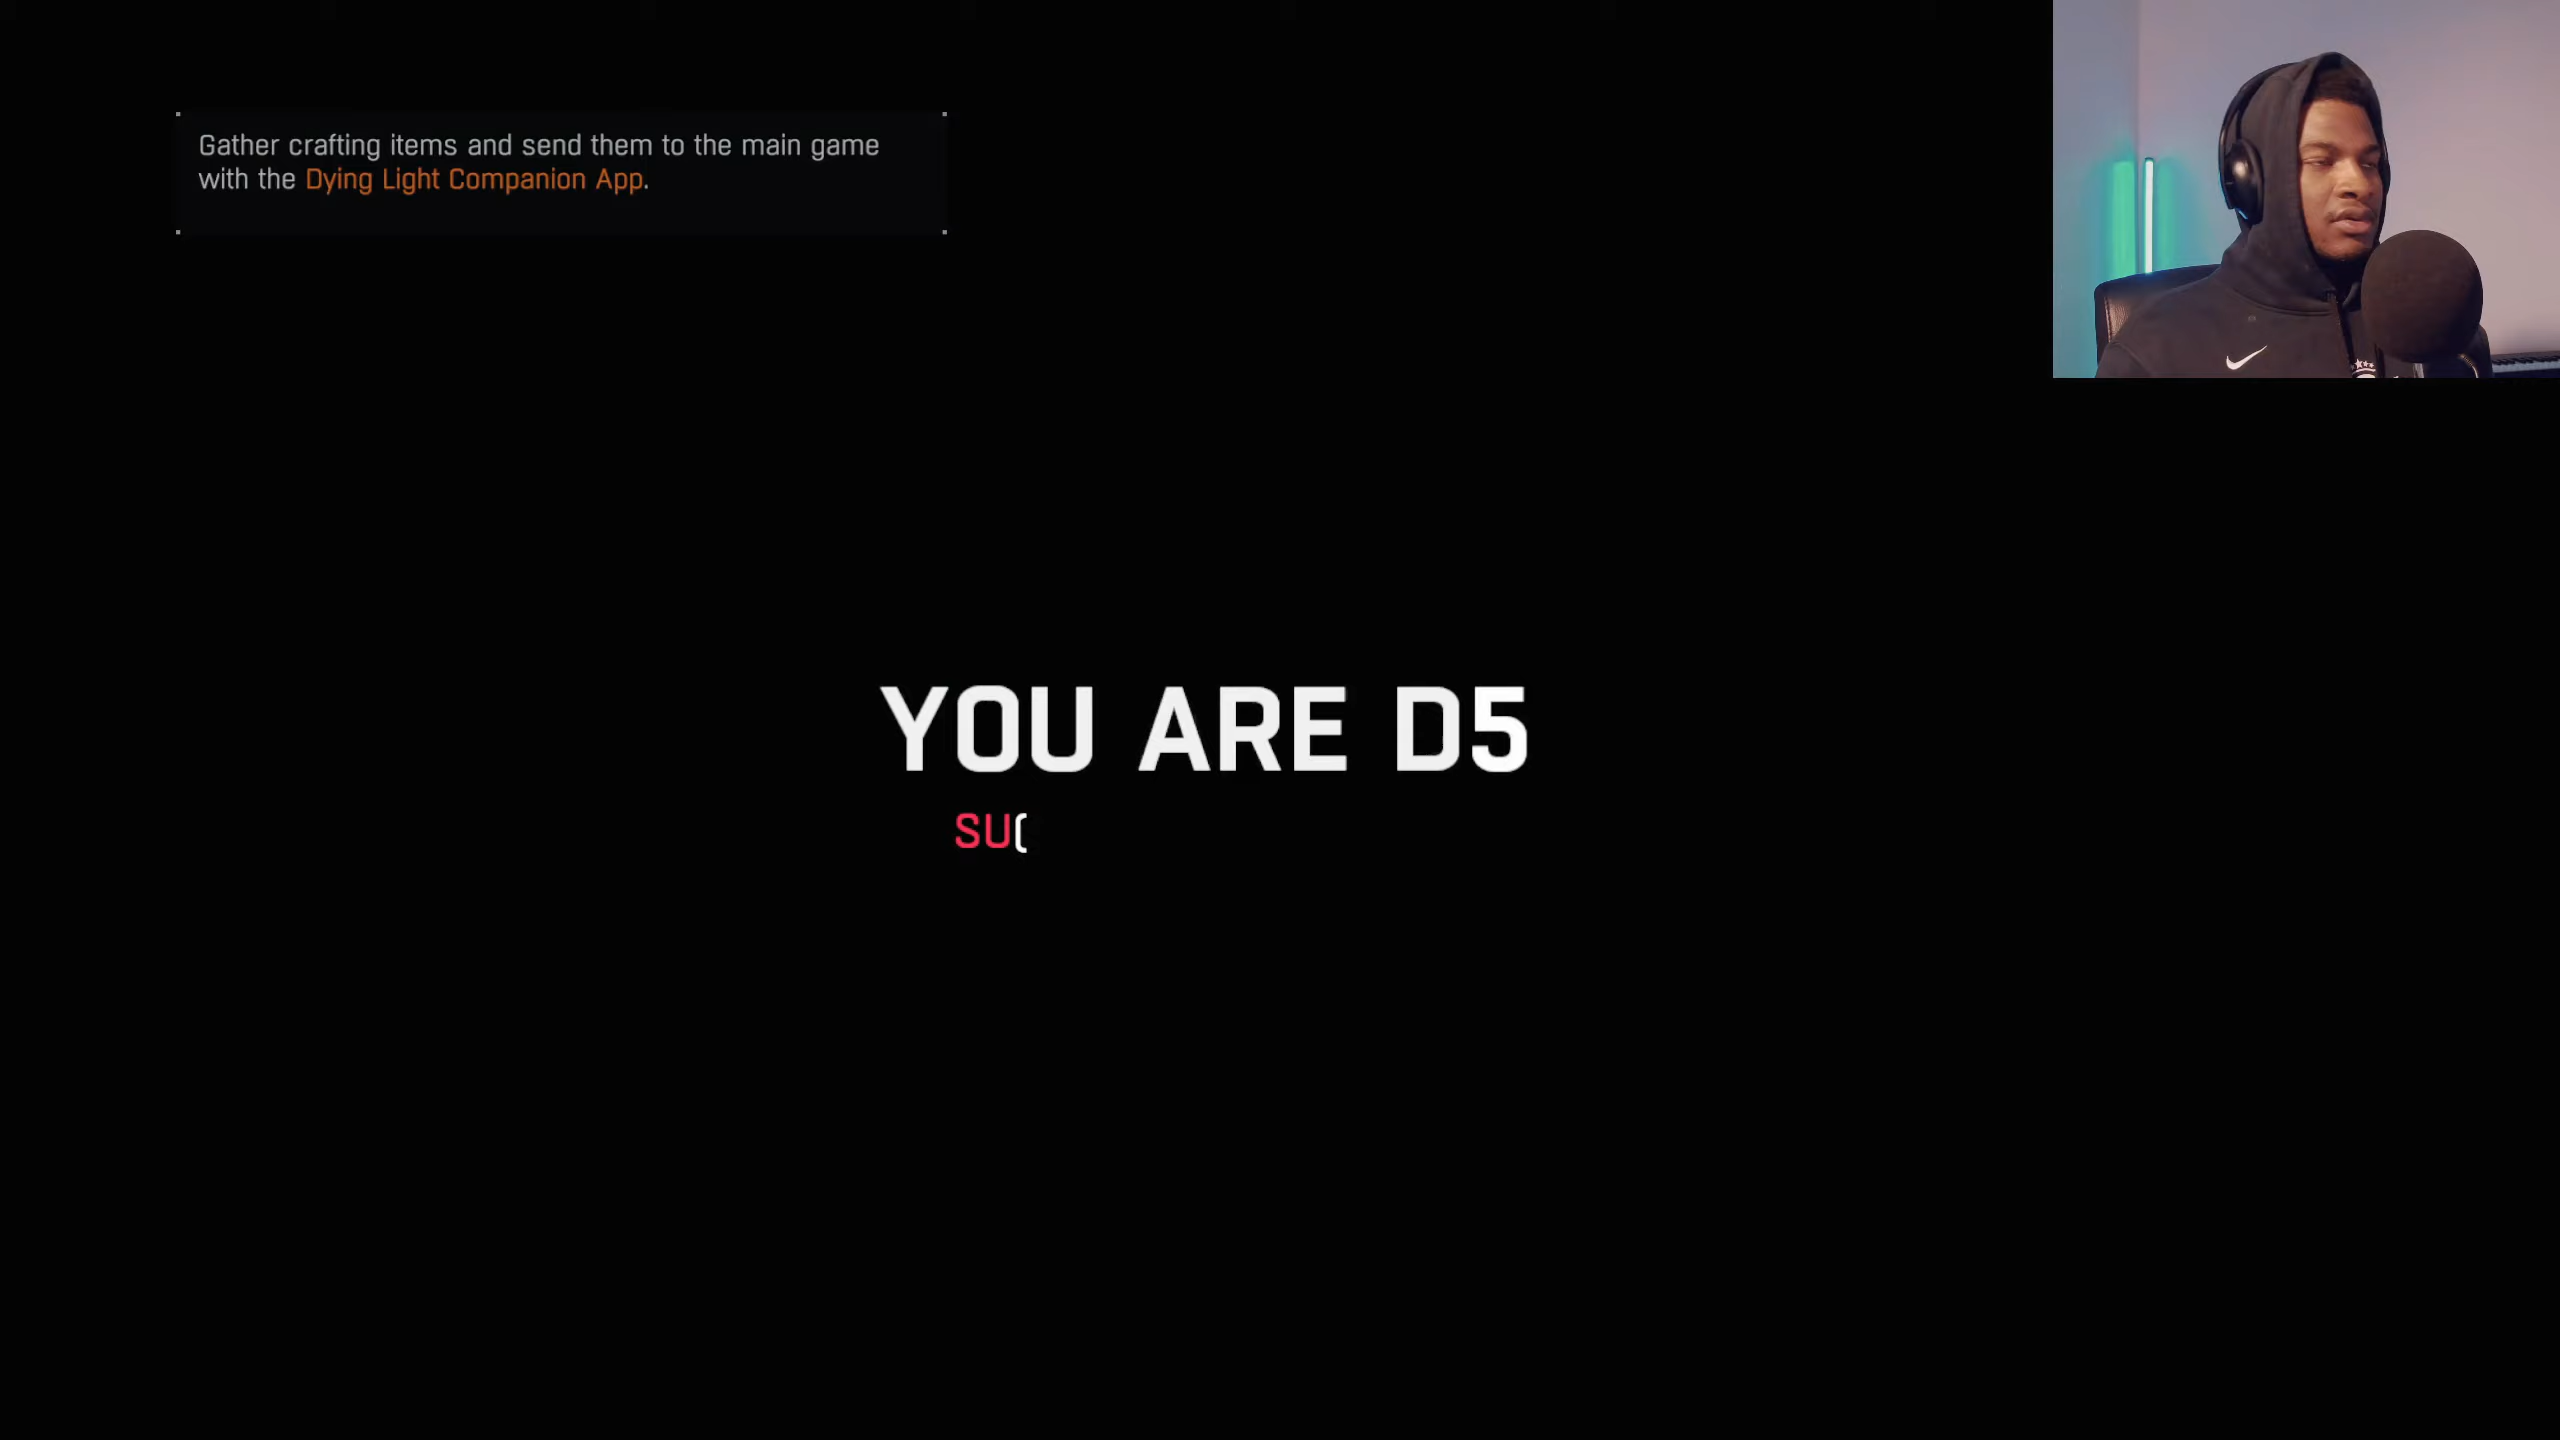 Gather crafting items and send them to the main game
with the Dying Light Companion App.
YOU ARE D5
SU(